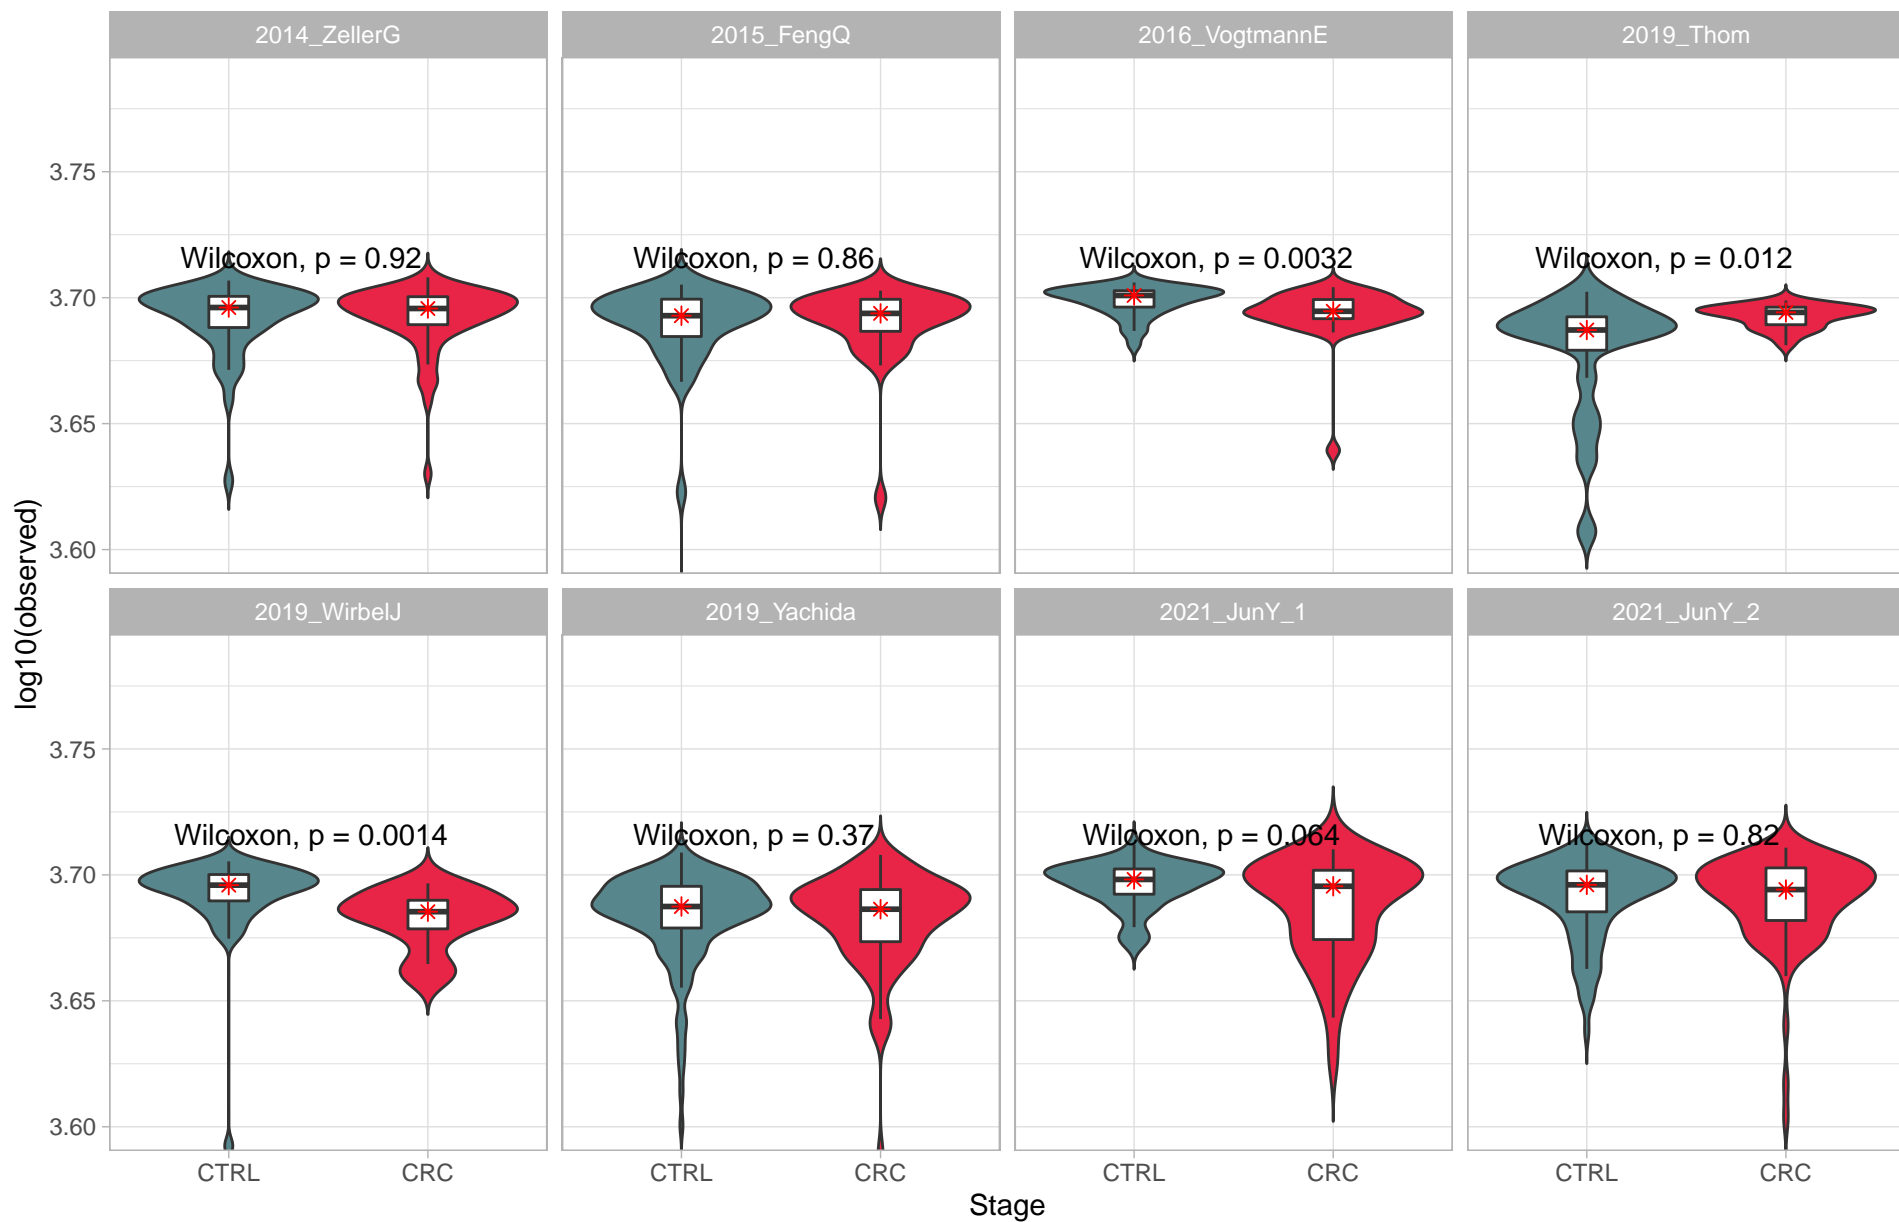 2014_ZellerG
2015_FengQ
2016_VogtmannE
2019_Thom
Wilcoxon, p = 0.92
Wilcoxon, p = 0.86
Wilcoxon, p = 0.0032
Wilcoxon, p = 0.012
3.75
3.70
3.65
3.60
log10(observed)
2019_WirbelJ
2019_Yachida
2021_JunY_1
2021_JunY_2
Wilcoxon, p = 0.0014
Wilcoxon, p = 0.37
Wilcoxon, p = 0.064
Wilcoxon, p = 0.82
3.75
3.70
3.65
3.60
CTRL
CRC
CTRL
CRC
CTRL
CRC
CTRL
CRC
Stage